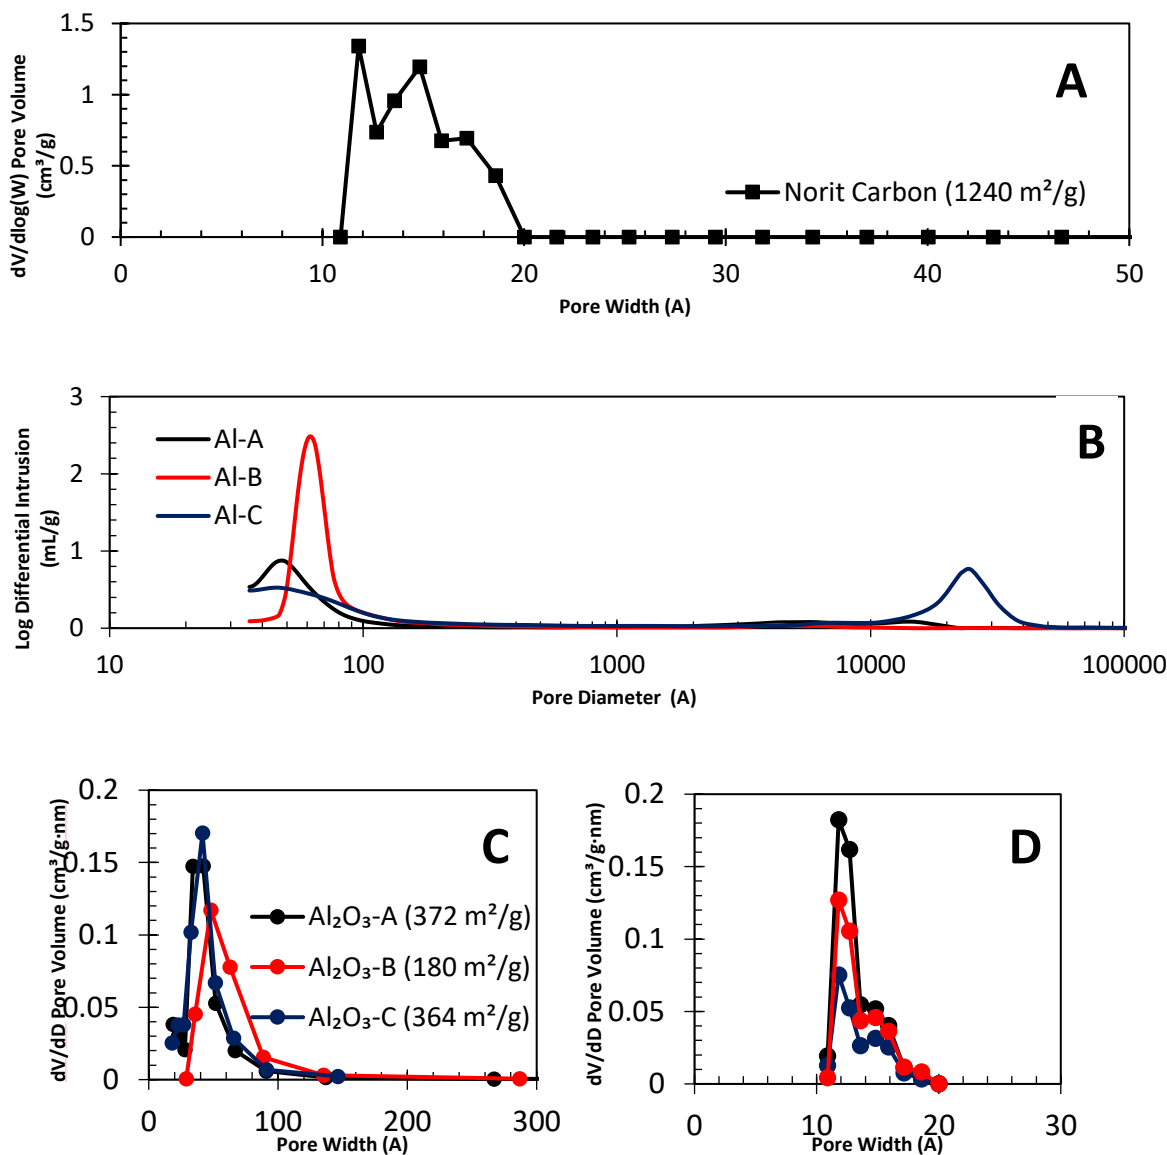 dV/dlog(W) Pore Volume
(cm³/g)
1.5
1
0.5
0
A
Norit Carbon (1240 m²/g)
0 10 20 30 40 50
Pore Width (A)
Log Differential Intrusion
(mL/g)
3
2
1
0
B
Al-A
Al-B
Al-C
10 100 1000 10000 100000
Pore Diameter (A)
dV/dD Pore Volume (cm³/g·nm)
0.2
0.15
0.1
0.05
0
C
Al₂O₃-A (372 m²/g)
Al₂O₃-B (180 m²/g)
Al₂O₃-C (364 m²/g)
0 100 200 300
Pore Width (A)
dV/dD Pore Volume (cm³/g·nm)
0.2
0.15
0.1
0.05
0
D
0 10 20 30
Pore Width (A)